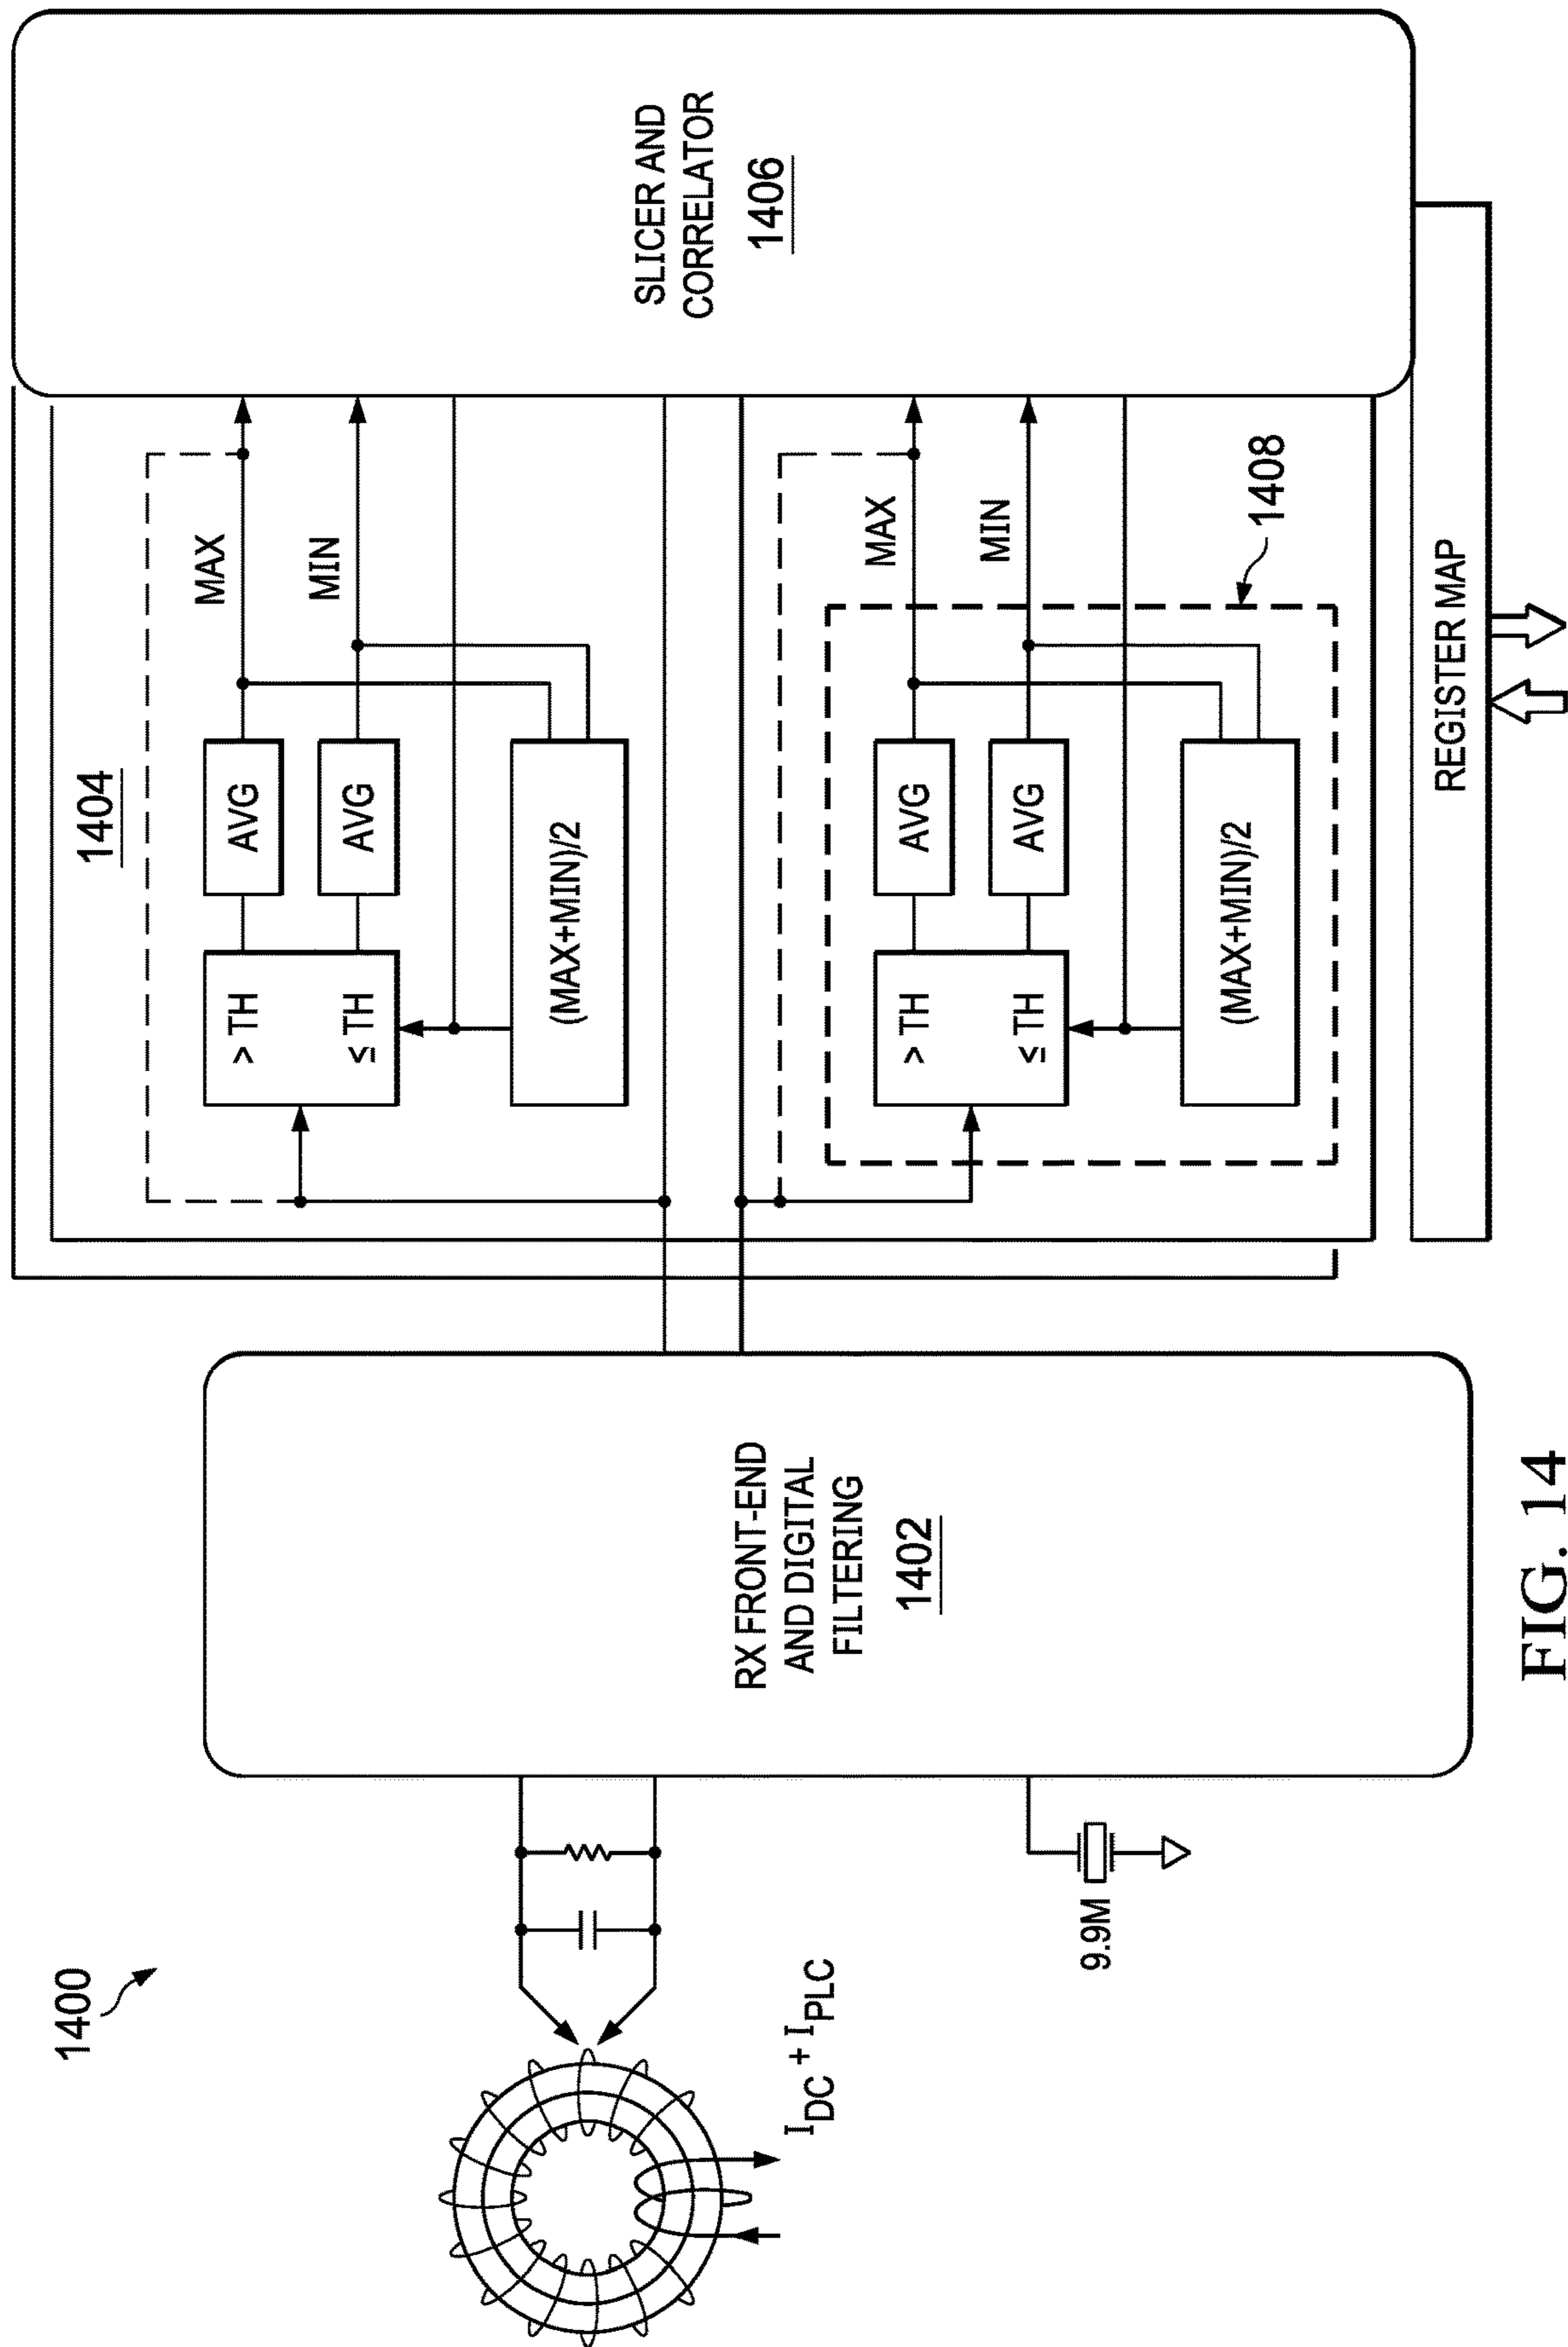 1400
I_DC + I_PLC
9.9M
RX FRONT-END
AND DIGITAL
FILTERING
1402
1404
> TH
≤ TH
AVG
AVG
(MAX+MIN)/2
MAX
MIN
> TH
≤ TH
AVG
AVG
(MAX+MIN)/2
MAX
MIN
1408
SLICER AND
CORRELATOR
1406
REGISTER MAP
FIG. 14